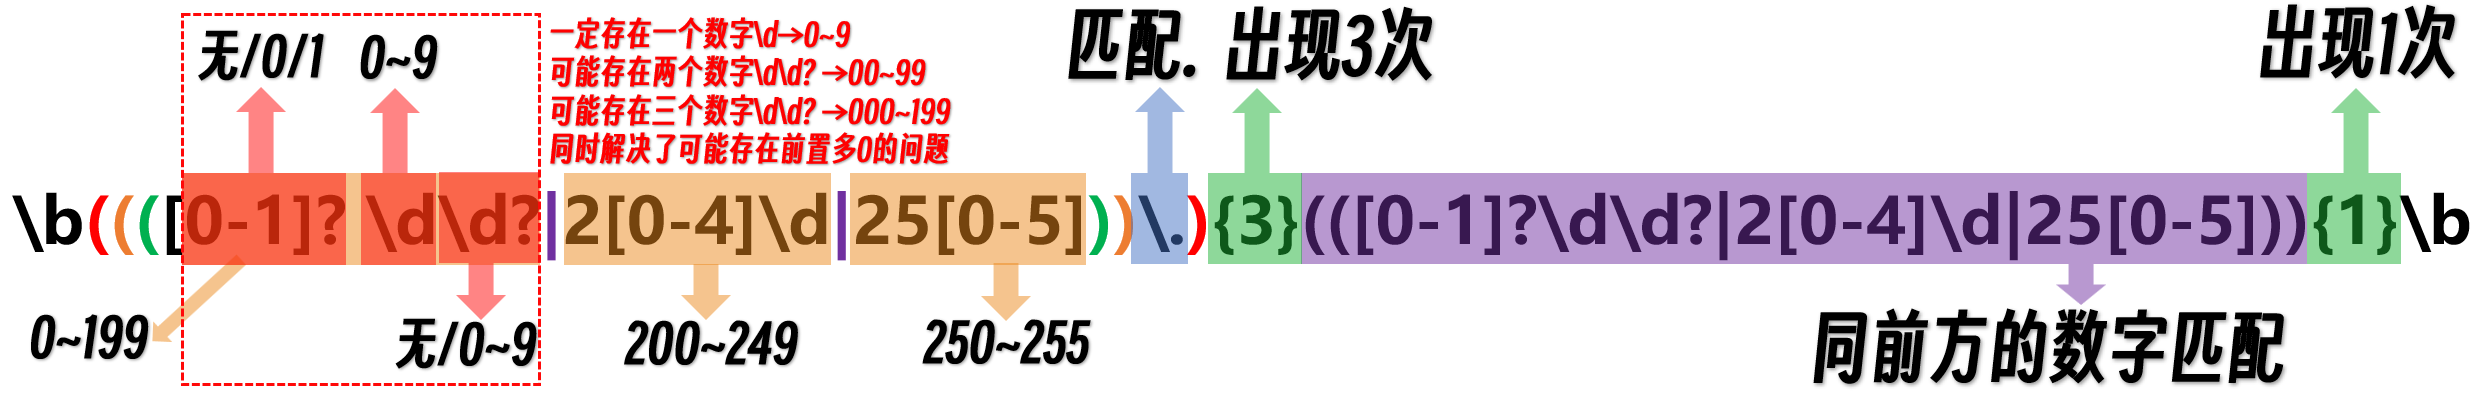 无/0/1
0~9
一定存在一个数字\d→0~9
可能存在两个数字\d\d? →00~99
可能存在三个数字\d\d? →000~199
同时解决了可能存在前置多0的问题
匹配.
出现3次
出现1次
\b((([0-1]?\d\d?|2[0-4]\d|25[0-5]))\.){3}(([0-1]?\d\d?|2[0-4]\d|25[0-5])){1}\b
0~199
无/0~9
200~249
250~255
同前方的数字匹配